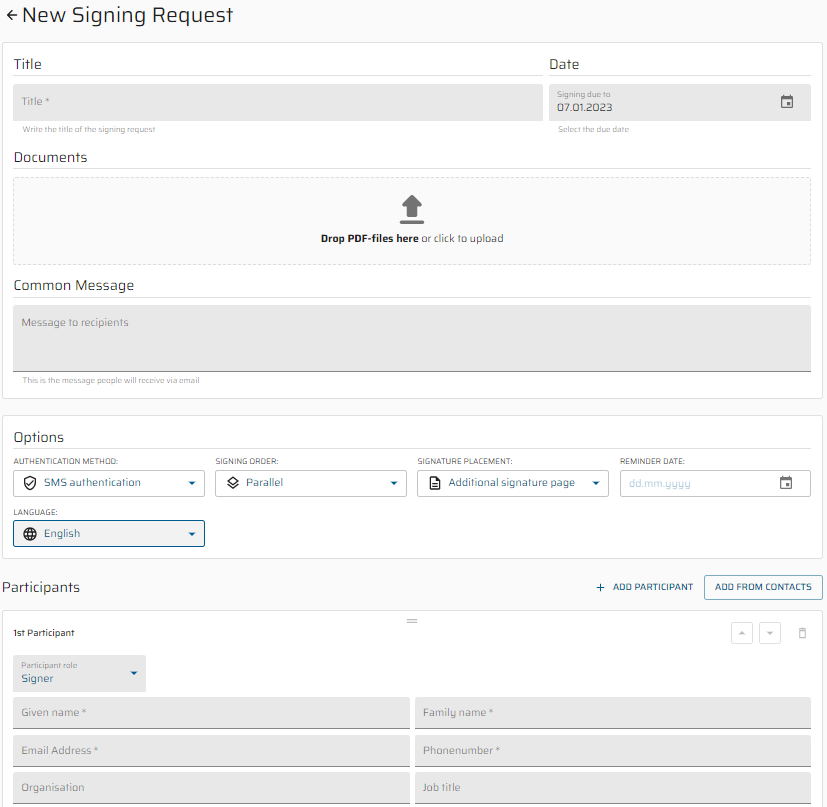 New Signing Request
Title
Date
Title *
Signing due to
07.01.2023
Write the title of the signing request
Select the due date
Documents
Drop PDF-files here or click to upload
Common Message
Message to recipients
This is the message people will receive via email
Options
AUTHENTICATION METHOD:
SIGNING ORDER:
SIGNATURE PLACEMENT:
REMINDER DATE:
SMS authentication
Parallel
Additional signature page
dd.mm.yyyy
LANGUAGE:
English
Participants
+ ADD PARTICIPANT
ADD FROM CONTACTS
1st Participant
Participant role
Signer
Given name *
Family name *
Email Address *
Phonenumber *
Organisation
Job title